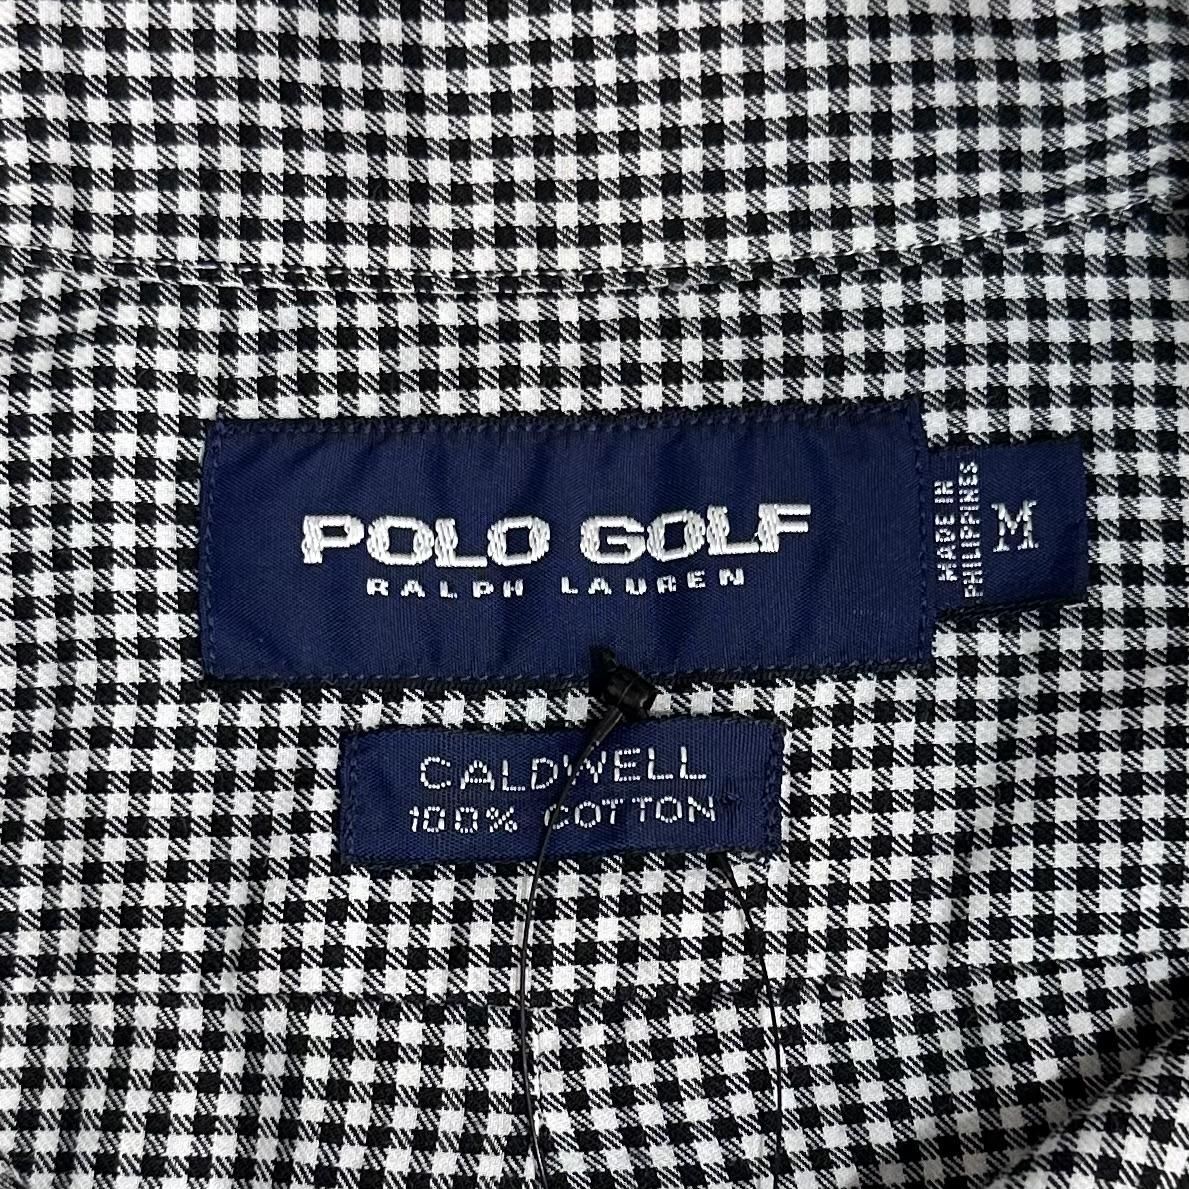 POLO GOLF
RALPH LAUREN
MADE IN
PHILIPPINES
M
CALDWELL
100% COTTON